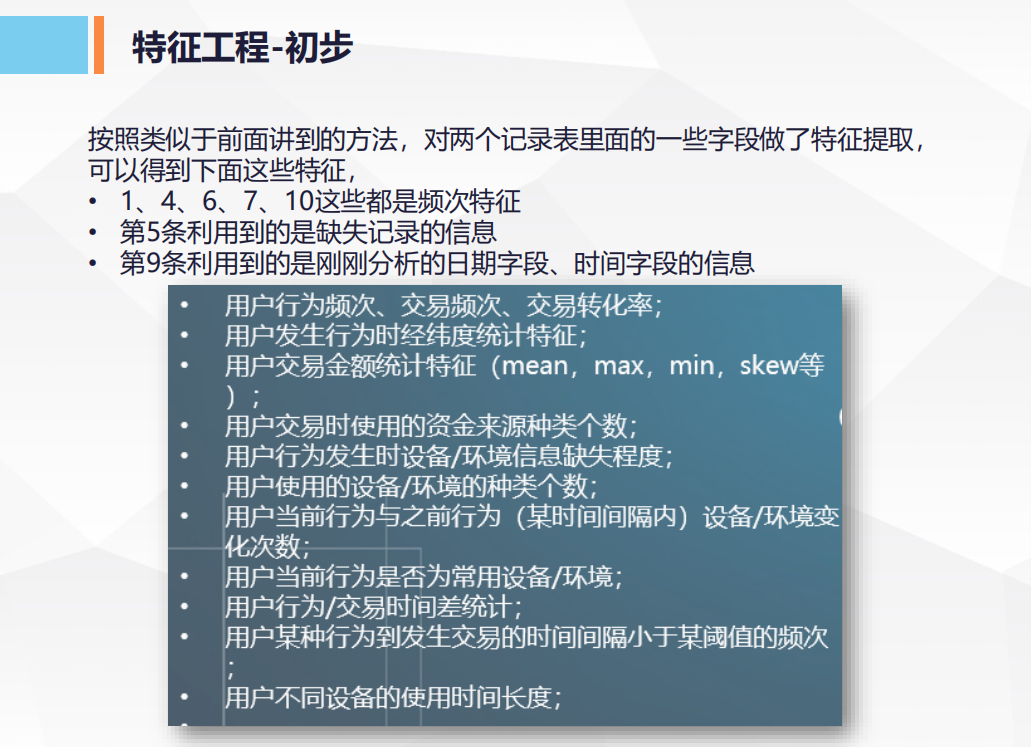 特征工程-初步
按照类似于前面讲到的方法，对两个记录表里面的一些字段做了特征提取，
可以得到下面这些特征，
• 1、4、6、7、10这些都是频次特征
• 第5条利用到的是缺失记录的信息
• 第9条利用到的是刚刚分析的日期字段、时间字段的信息
• 用户行为频次、交易频次、交易转化率；
• 用户发生行为时经纬度统计特征；
• 用户交易金额统计特征（mean，max，min，skew等
）；
• 用户交易时使用的资金来源种类个数；
• 用户行为发生时设备/环境信息缺失程度；
• 用户使用的设备/环境的种类个数；
• 用户当前行为与之前行为（某时间间隔内）设备/环境变
化次数；
• 用户当前行为是否为常用设备/环境；
• 用户行为/交易时间差统计；
• 用户某种行为到发生交易的时间间隔小于某阈值的频次
；
• 用户不同设备的使用时间长度；